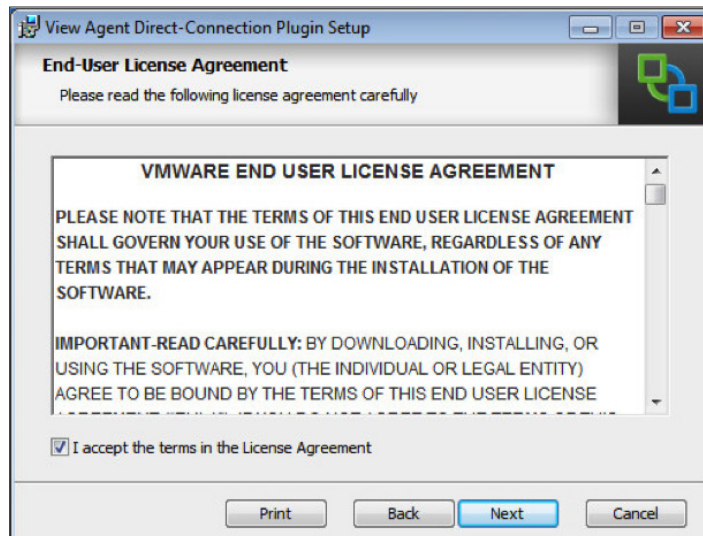 View Agent Direct-Connection Plugin Setup
End-User License Agreement
Please read the following license agreement carefully
VMWARE END USER LICENSE AGREEMENT
PLEASE NOTE THAT THE TERMS OF THIS END USER LICENSE AGREEMENT
SHALL GOVERN YOUR USE OF THE SOFTWARE, REGARDLESS OF ANY
TERMS THAT MAY APPEAR DURING THE INSTALLATION OF THE
SOFTWARE.
IMPORTANT-READ CAREFULLY: BY DOWNLOADING, INSTALLING, OR
USING THE SOFTWARE, YOU (THE INDIVIDUAL OR LEGAL ENTITY)
AGREE TO BE BOUND BY THE TERMS OF THIS END USER LICENSE
I accept the terms in the License Agreement
Print Back Next Cancel